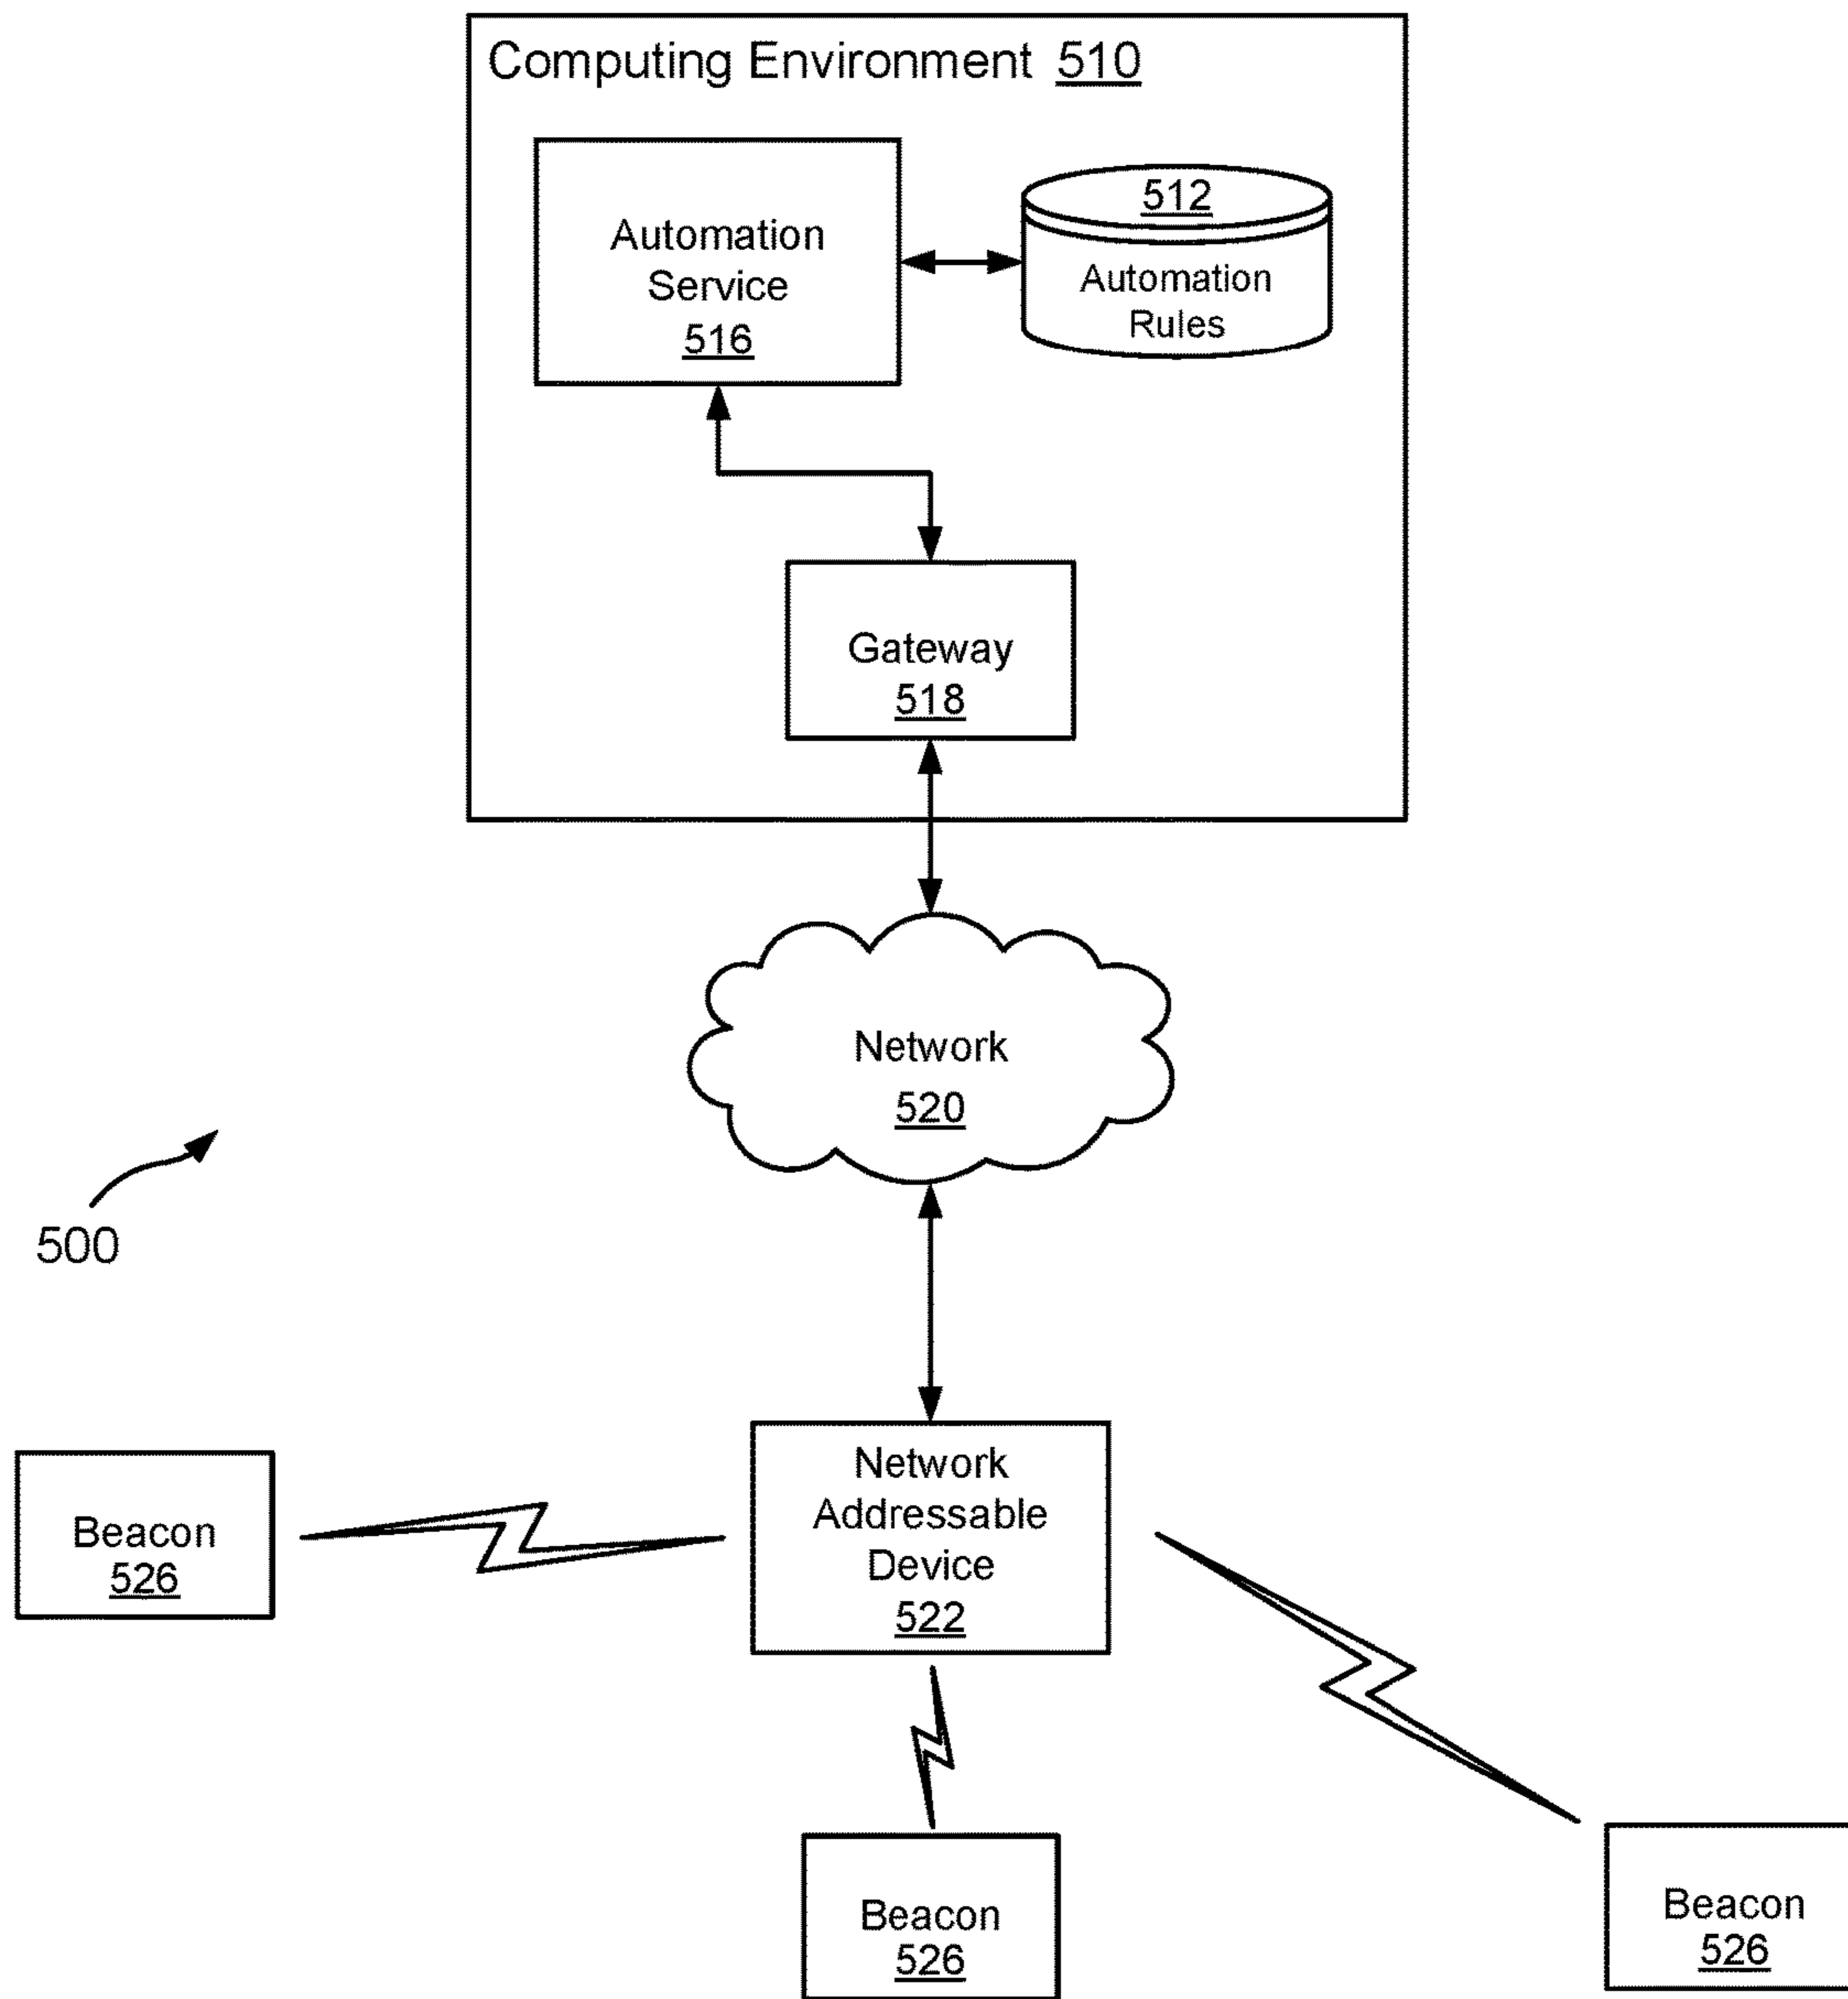 Computing Environment 510
Automation
Service
516
512
Automation
Rules
Gateway
518
Network
520
500
Network
Addressable
Device
522
Beacon
526
Beacon
526
Beacon
526